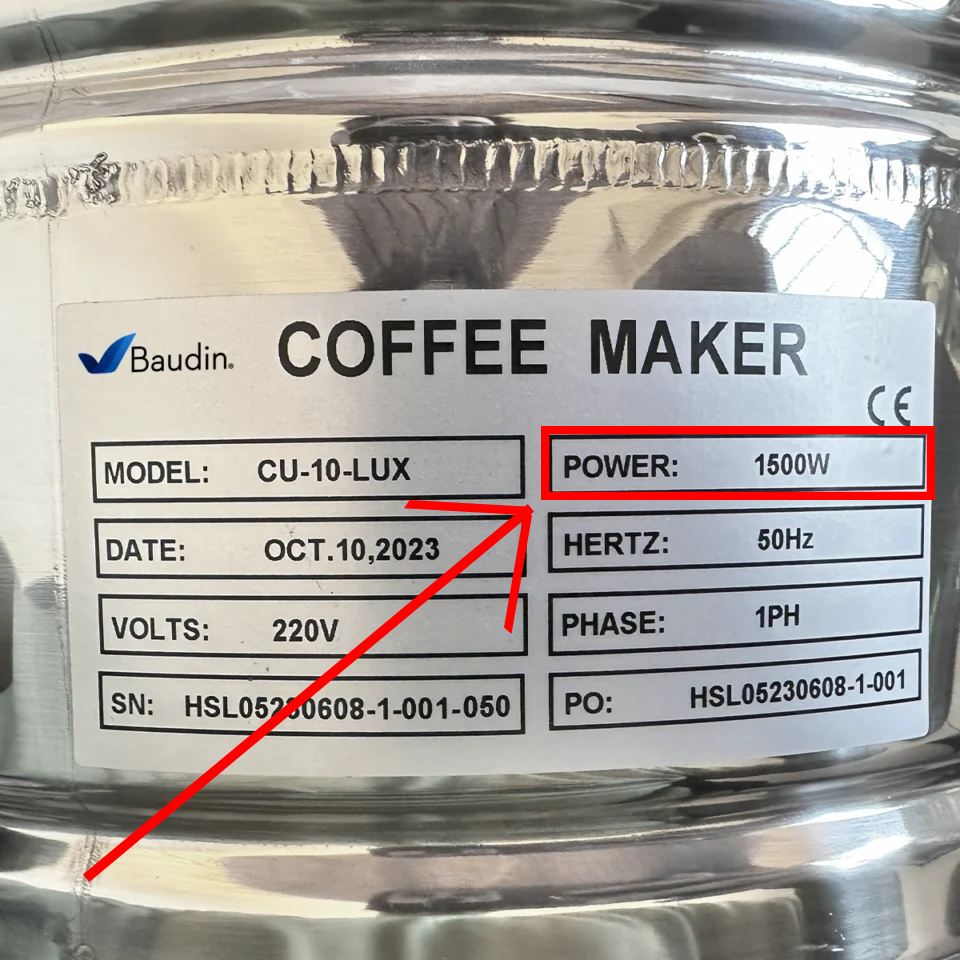 Baudin®
COFFEE MAKER
CE
MODEL: CU-10-LUX
POWER: 1500W
DATE: OCT.10,2023
HERTZ: 50Hz
VOLTS: 220V
PHASE: 1PH
SN: HSL05230608-1-001-050
PO: HSL05230608-1-001